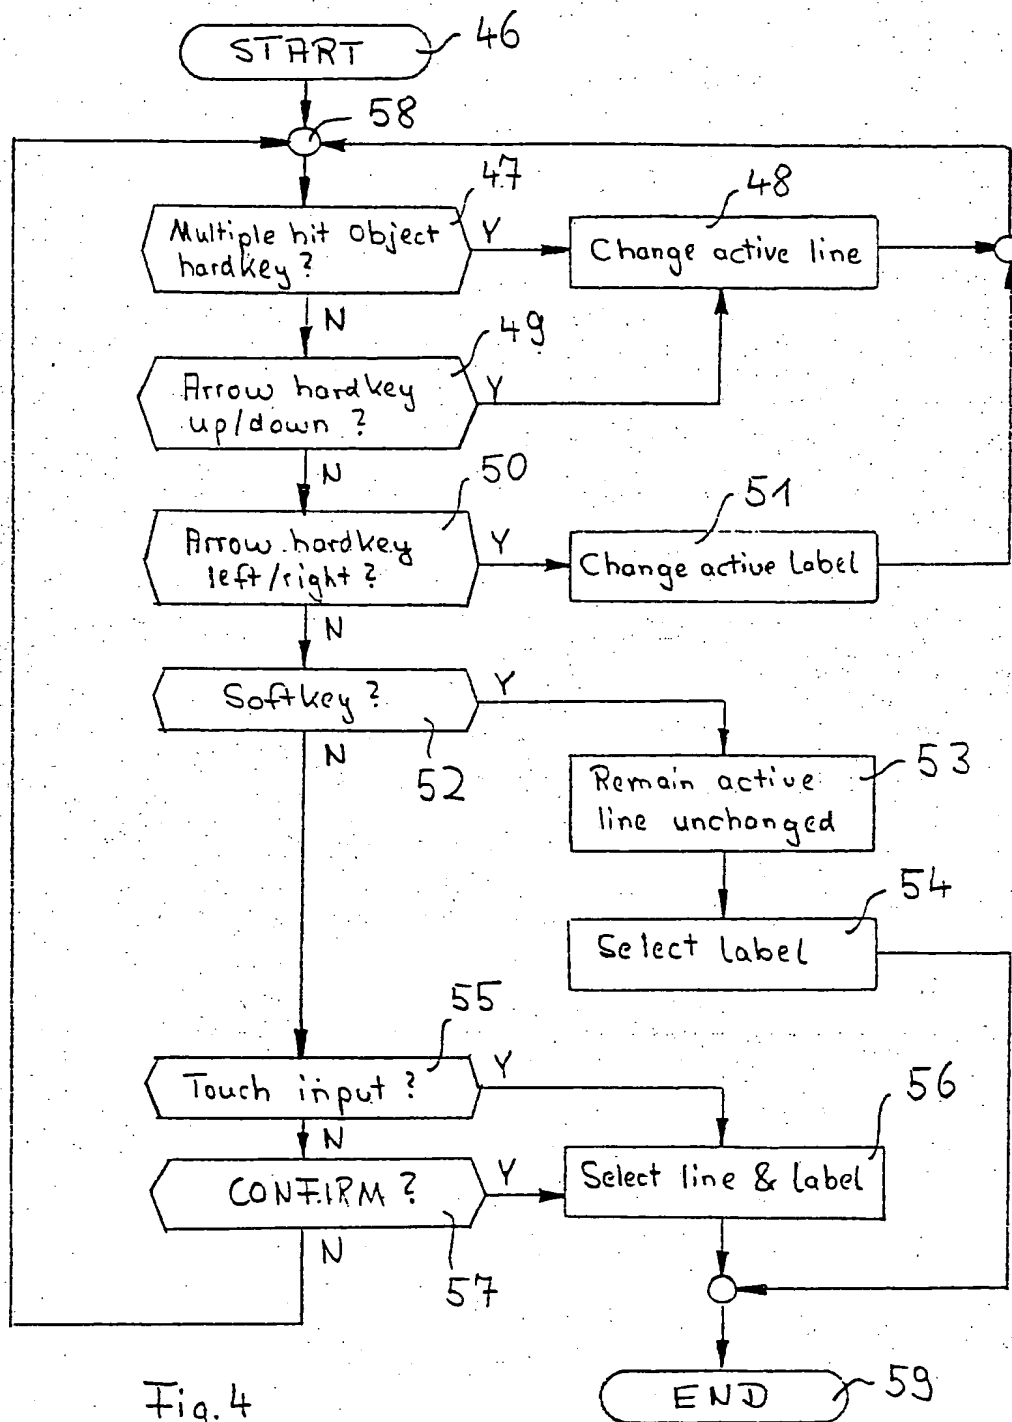 START
46
58
47
Multiple hit object
hardkey ?
Y
48
Change active line
N
49
Arrow hardkey
up/down ?
Y
N
50
Arrow hardkey
left/right ?
Y
51
Change active Label
N
Softkey ?
Y
52
N
53
Remain active
line unchanged
54
Select label
55
Touch input ?
Y
N
56
Select line & label
CONFIRM ?
Y
57
N
END
59
Fig. 4